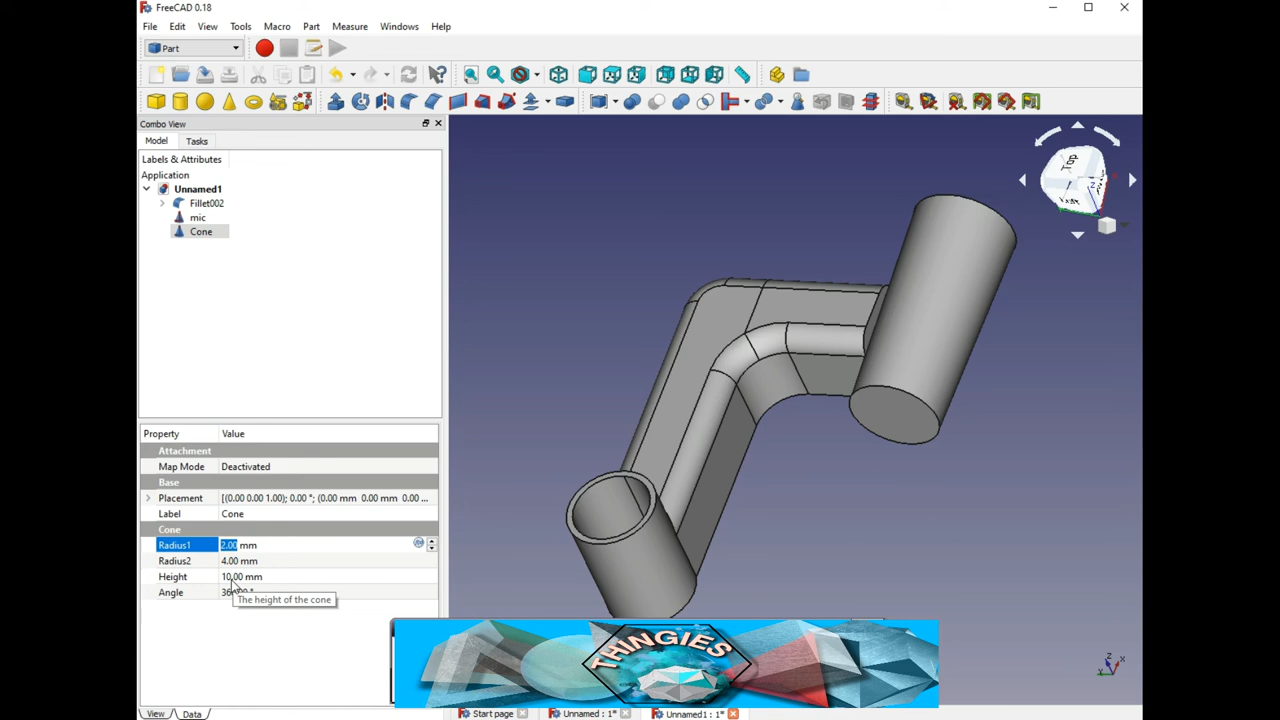 FreeCAD 0.18
File Edit View Tools Macro Part Measure Windows Help
Part
Combo View
Model Tasks
Labels & Attributes
Application
Unnamed1
Fillet002
mic
Cone
Top
Property Value
Attachment
Map Mode Deactivated
Base
Placement [(0.00 0.00 1.00); 0.00 °; (0.00 mm 0.00 mm 0.00 ...
Label Cone
Cone
Radius1 2.00 mm
Radius2 4.00 mm
Height 10.00 mm
Angle
The height of the cone
THINGIES
Z X Y
View Data
Start page Unnamed : 1* Unnamed1 : 1*